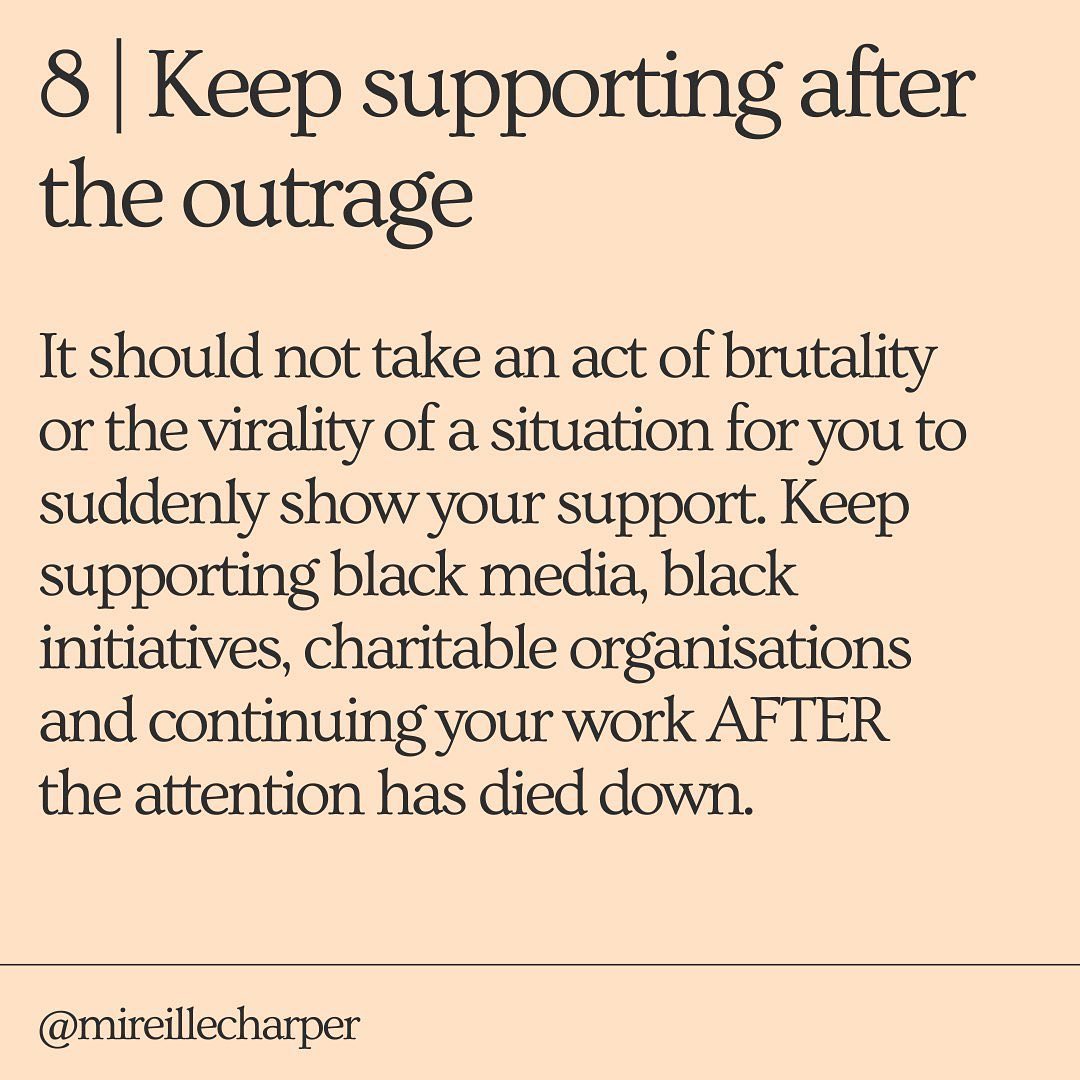 8 | Keep supporting after
the outrage
It should not take an act of brutality
or the virality of a situation for you to
suddenly show your support. Keep
supporting black media, black
initiatives, charitable organisations
and continuing your work AFTER
the attention has died down.
@mireillecharper